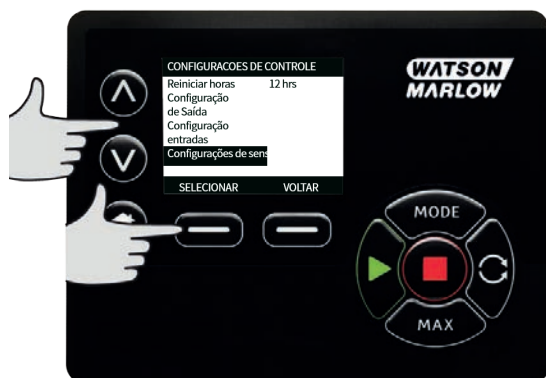 CONFIGURACOES DE CONTROLE
Reiniciar horas 12 hrs
Configuração
de Saída
Configuração
entradas
Configurações de sens
SELECIONAR VOLTAR
WATSON
MARLOW
MODE
MAX